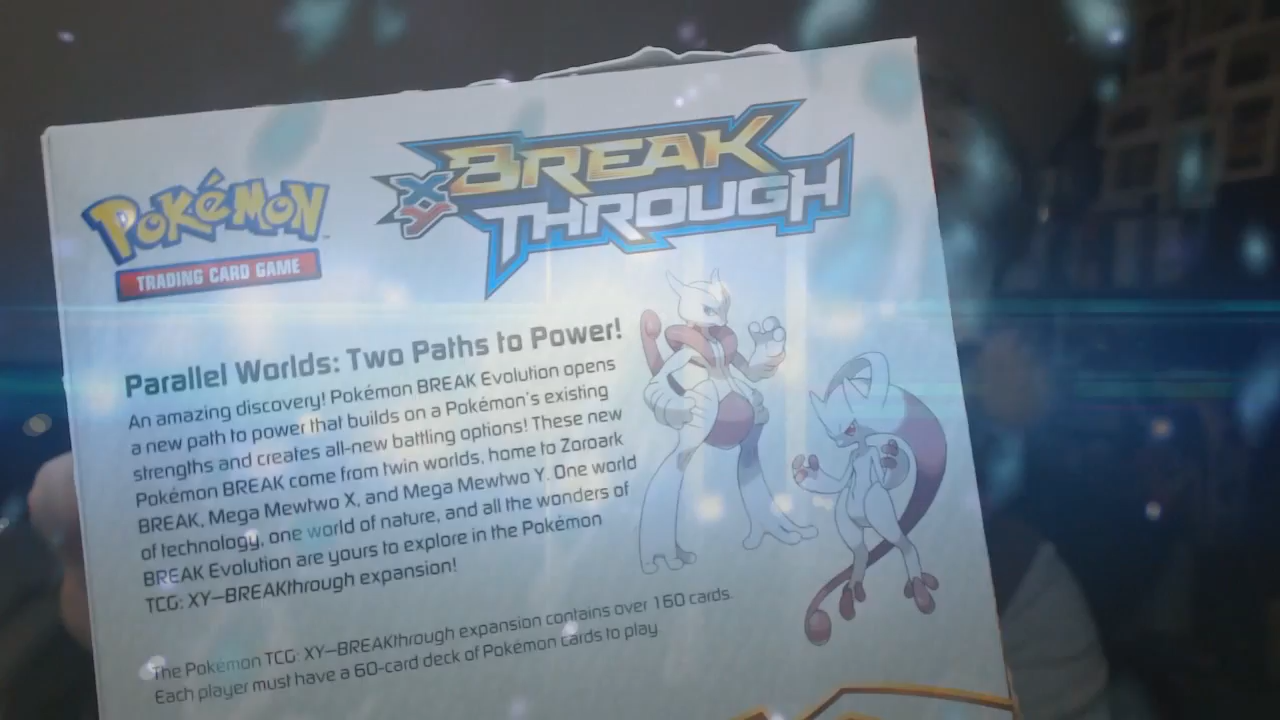 POKéMON
TRADING CARD GAME
XY BREAK
THROUGH
Parallel Worlds: Two Paths to Power!
An amazing discovery! Pokémon BREAK Evolution opens
a new path to power that builds on a Pokémon's existing
strengths and creates all-new battling options! These new
Pokémon BREAK come from twin worlds, home to Zoroark
BREAK, Mega Mewtwo X, and Mega Mewtwo Y. One world
of technology, one world of nature, and all the wonders of
BREAK Evolution are yours to explore in the Pokémon
TCG: XY—BREAKthrough expansion!
The Pokémon TCG: XY—BREAKthrough expansion contains over 160 cards.
Each player must have a 60-card deck of Pokémon cards to play